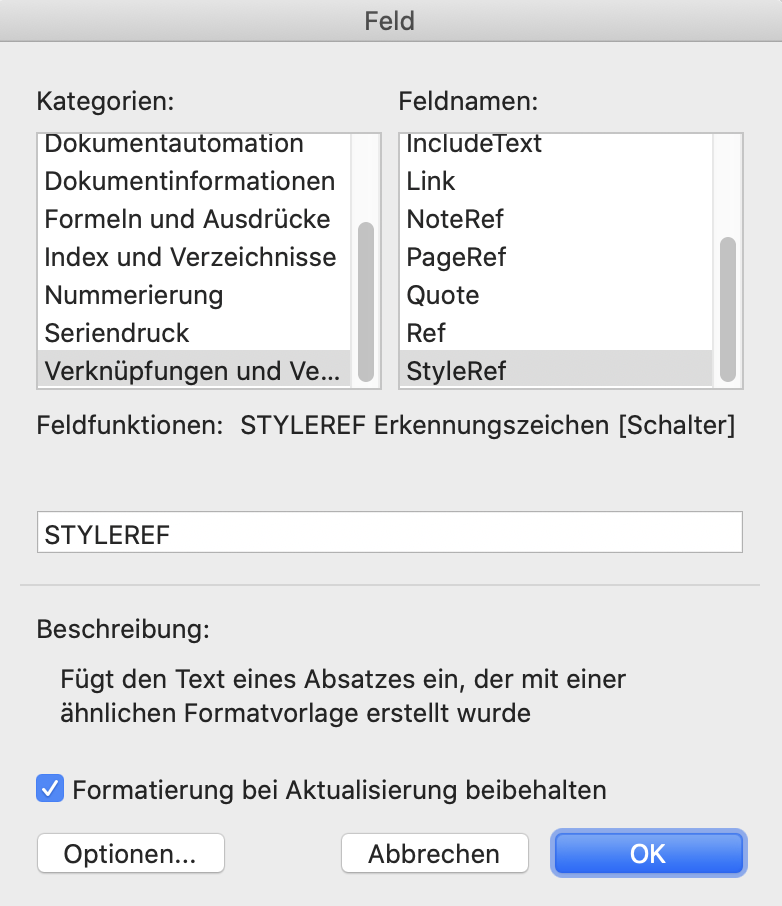 Feld
Kategorien:
Feldnamen:
Dokumentautomation
Dokumentinformationen
Formeln und Ausdrücke
Index und Verzeichnisse
Nummerierung
Seriendruck
Verknüpfungen und Ve...
IncludeText
Link
NoteRef
PageRef
Quote
Ref
StyleRef
Feldfunktionen: STYLEREF Erkennungszeichen [Schalter]
STYLEREF
Beschreibung:
Fügt den Text eines Absatzes ein, der mit einer
ähnlichen Formatvorlage erstellt wurde
Formatierung bei Aktualisierung beibehalten
Optionen... Abbrechen OK